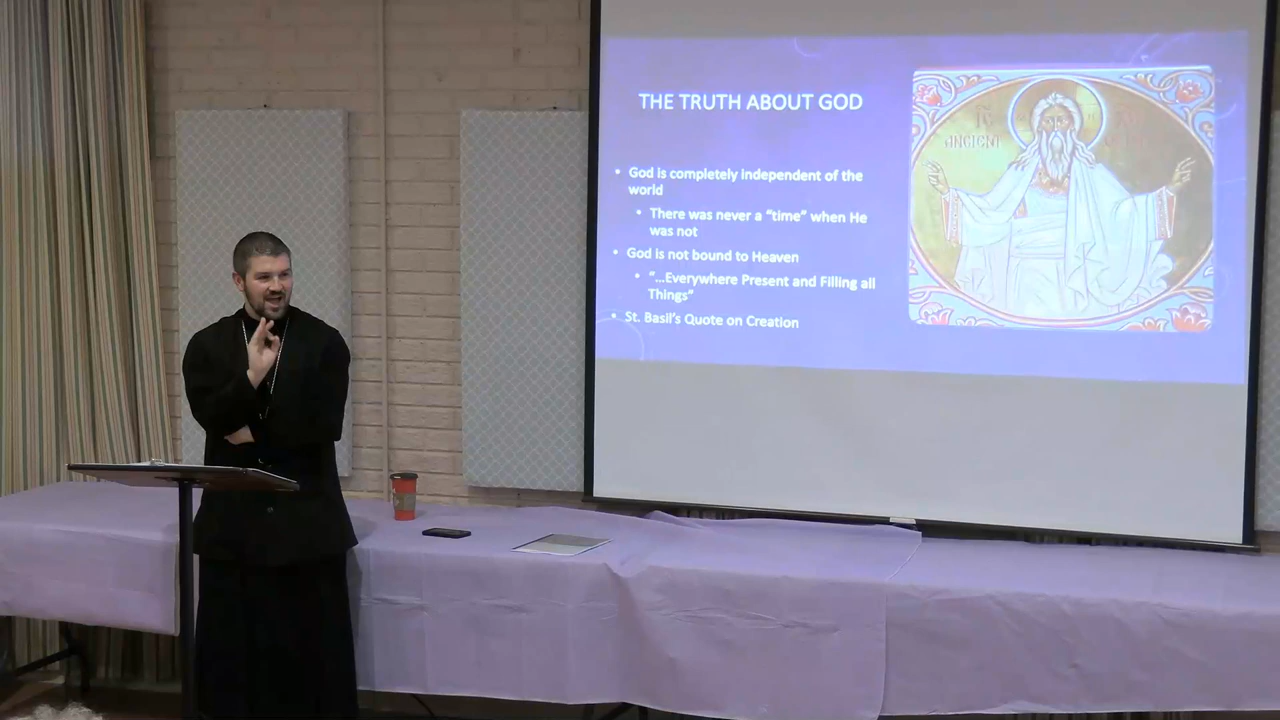 THE TRUTH ABOUT GOD
• God is completely independent of the
world
• There was never a “time” when He
was not
• God is not bound to Heaven
• “...Everywhere Present and Filling all
Things”
• St. Basil's Quote on Creation
ANCIENT